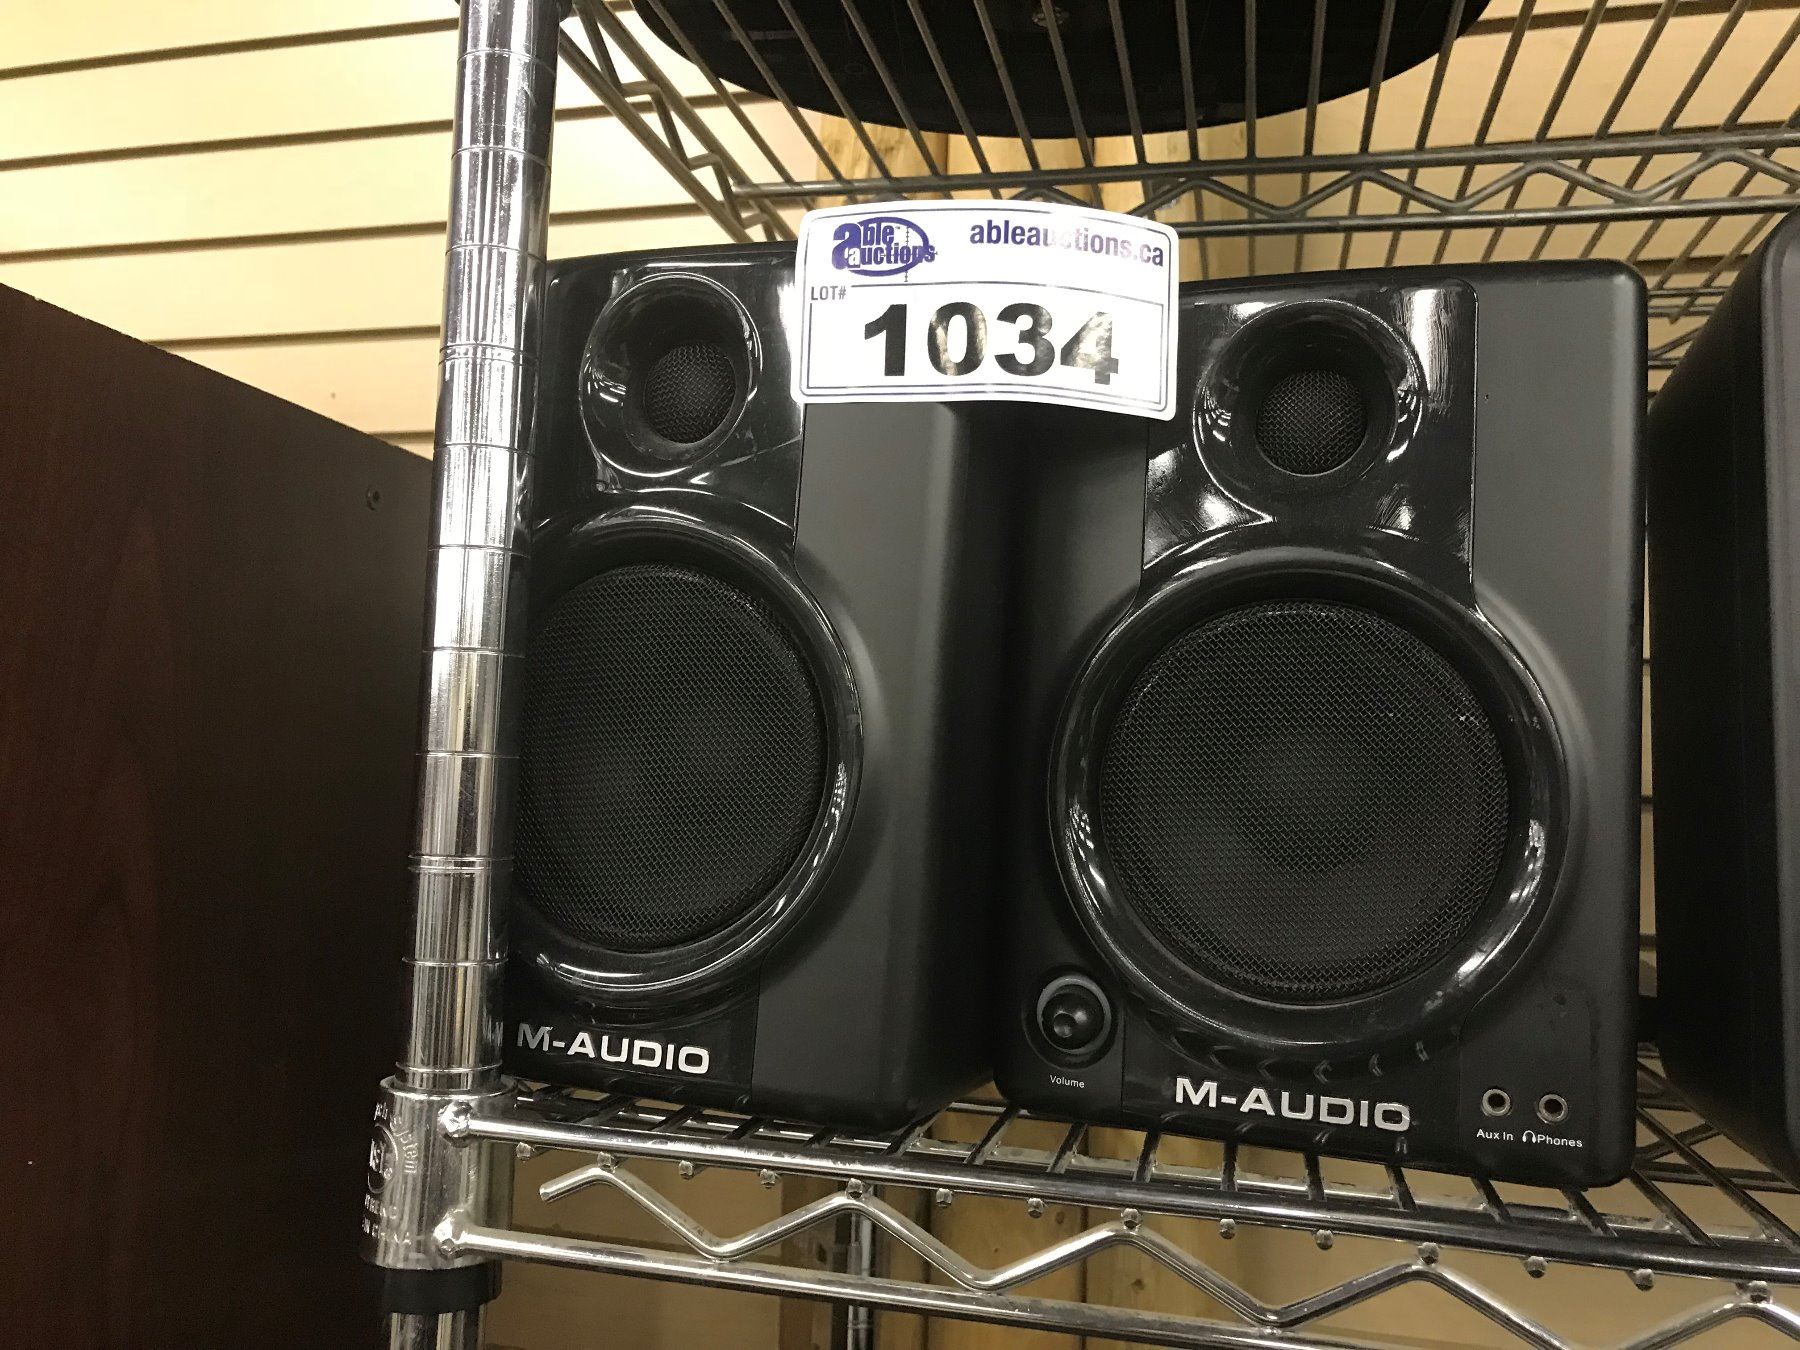 able auctions
ableauctions.ca
LOT#
1034
M-AUDIO
Volume
M-AUDIO
Aux In
Phones